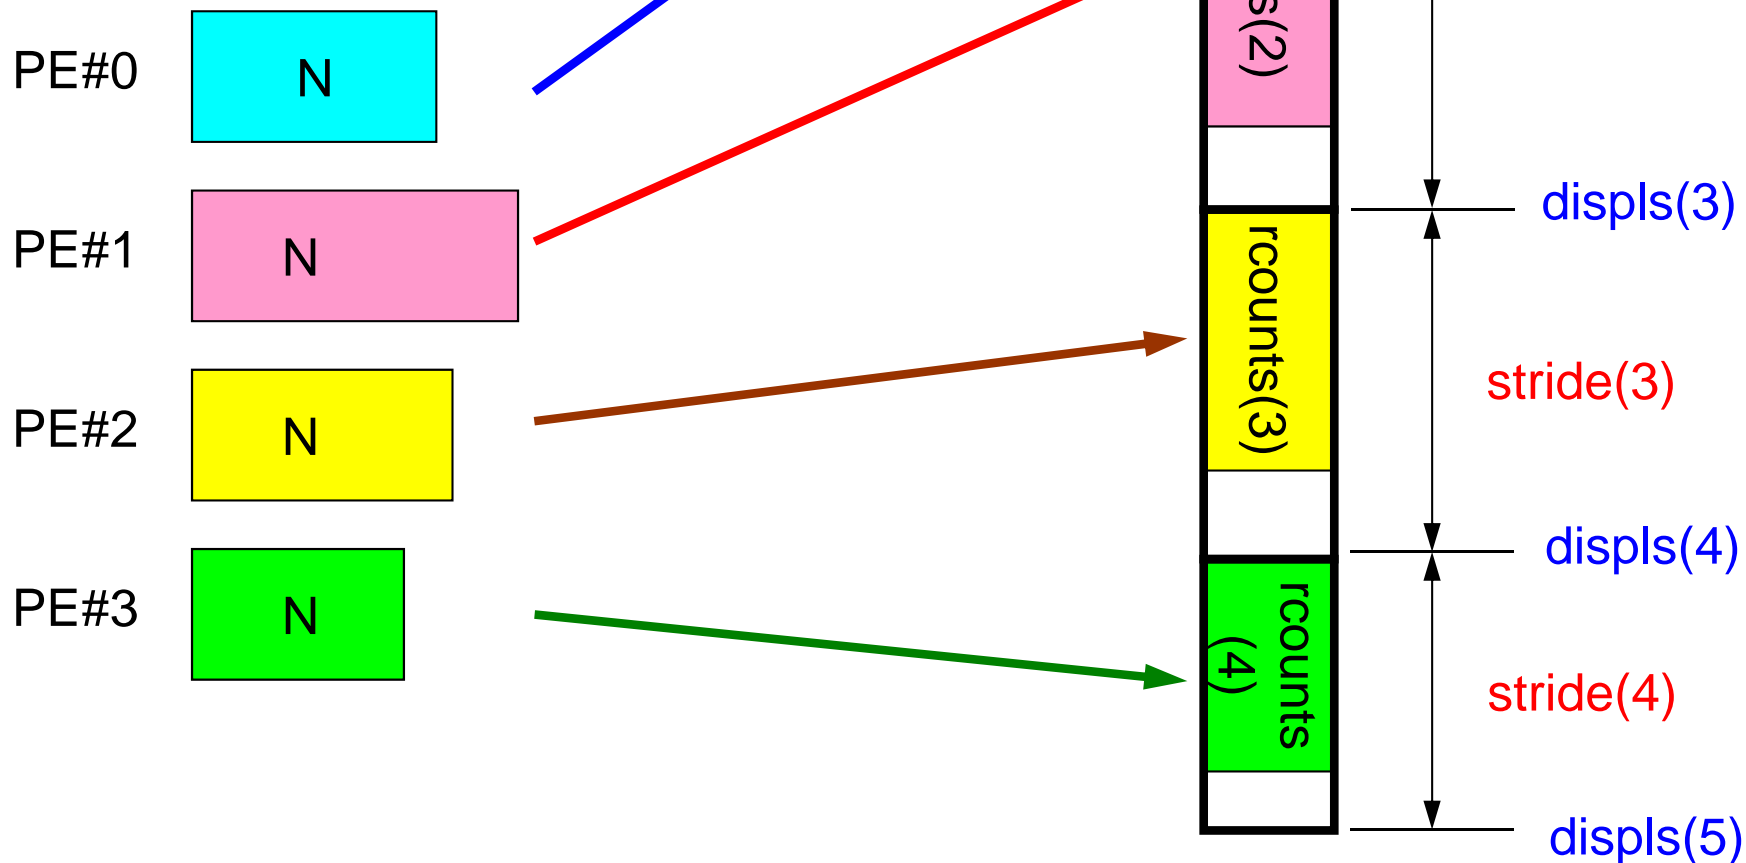 PE#0
N
PE#1
N
PE#2
N
PE#3
N
s(2)
rcounts(3)
rcounts
(4)
displs(3)
stride(3)
displs(4)
stride(4)
displs(5)